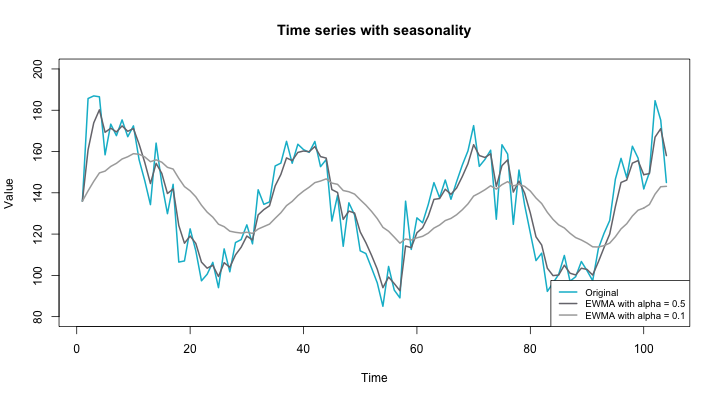 Time series with seasonality
Value
200
180
160
140
120
100
80
0 20 40 60 80 100
Time
Original
EWMA with alpha = 0.5
EWMA with alpha = 0.1